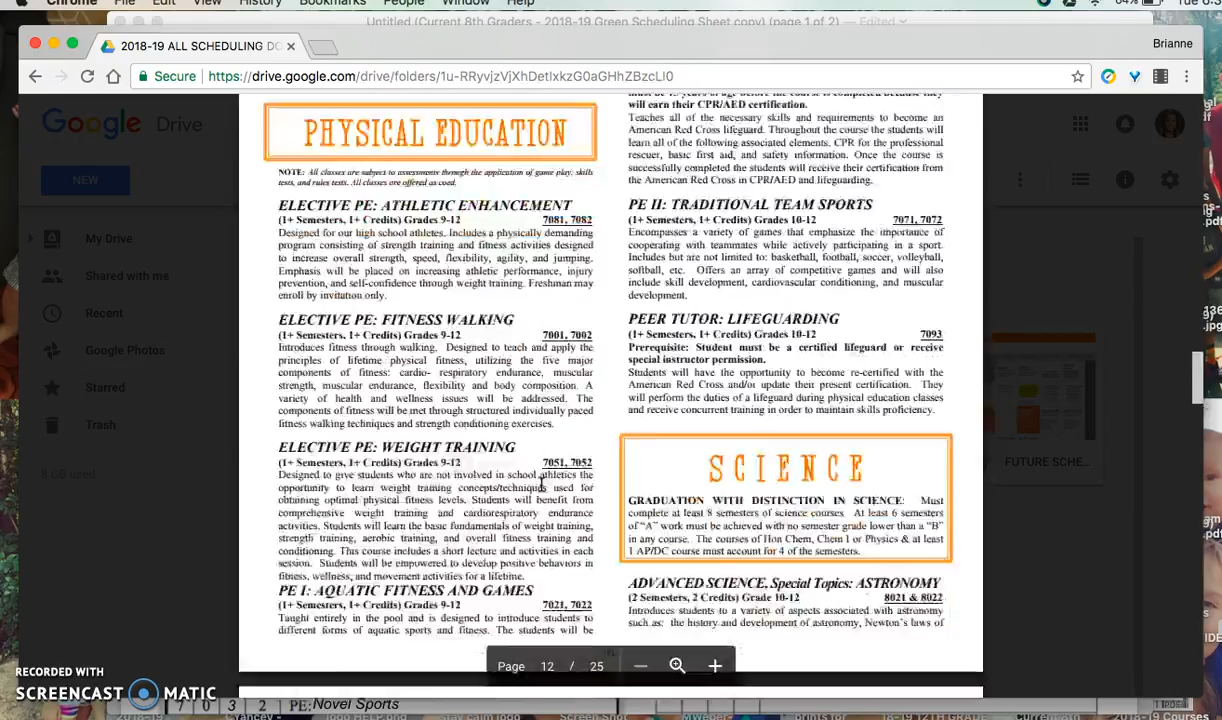 Chrome File Edit View History Bookmarks People Window Help
64%
Untitled (Current 8th Graders - 2018-19 Green Scheduling Sheet copy) (page 1 of 2) — Edited
2018-19 ALL SCHEDULING DO
Brianne
Secure
https://drive.google.com/drive/folders/1u-RRyvjzVjXhDetIxkzG0aGHhZBzcLI0
Google Drive
NEW
My Drive
Shared with me
Recent
Google Photos
Starred
Trash
8 GB used
PHYSICAL EDUCATION
NOTE: All classes are subject to assessments through the application of game play, skills
tests, and rules tests. All classes are offered as coed.
ELECTIVE PE: ATHLETIC ENHANCEMENT
(1+ Semesters, 1+ Credits) Grades 9-12 7081, 7082
Designed for our high school athletes. Includes a physically demanding
program consisting of strength training and fitness activities designed
to increase overall strength, speed, flexibility, agility, and jumping.
Emphasis will be placed on increasing athletic performance, injury
prevention, and self-confidence through weight training. Freshman may
enroll by invitation only.
ELECTIVE PE: FITNESS WALKING
(1+ Semesters, 1+ Credits) Grades 9-12 7001, 7002
Introduces fitness through walking. Designed to teach and apply the
principles of lifetime physical fitness, utilizing the five major
components of fitness: cardio- respiratory endurance, muscular
strength, muscular endurance, flexibility and body composition. A
variety of health and wellness issues will be addressed. The
components of fitness will be met through structured individually paced
fitness walking techniques and strength conditioning exercises.
ELECTIVE PE: WEIGHT TRAINING
(1+ Semesters, 1+ Credits) Grades 9-12 7051, 7052
Designed to give students who are not involved in school athletics the
opportunity to learn weight training concepts/techniques used for
obtaining optimal physical fitness levels. Students will benefit from
comprehensive weight training and cardiorespiratory endurance
activities. Students will learn the basic fundamentals of weight training,
strength training, aerobic training, and overall fitness training and
conditioning. This course includes a short lecture and activities in each
session. Students will be empowered to develop positive behaviors in
fitness, wellness, and movement activities for a lifetime.
PE I: AQUATIC FITNESS AND GAMES
(1+ Semesters, 1+ Credits) Grades 9-12 7021, 7022
Taught entirely in the pool and is designed to introduce students to
different forms of aquatic sports and fitness. The students will be
will earn their CPR/AED certification.
Teaches all of the necessary skills and requirements to become an
American Red Cross lifeguard. Throughout the course the students will
learn all of the following associated elements. CPR for the professional
rescuer, basic first aid, and safety information. Once the course is
successfully completed the students will receive their certification from
the American Red Cross in CPR/AED and lifeguarding.
PE II: TRADITIONAL TEAM SPORTS
(1+ Semesters, 1+ Credits) Grades 10-12 7071, 7072
Encompasses a variety of games that emphasize the importance of
cooperating with teammates while actively participating in a sport.
Includes but are not limited to: basketball, football, soccer, volleyball,
softball, etc. Offers an array of competitive games and will also
include skill development, cardiovascular conditioning, and muscular
development.
PEER TUTOR: LIFEGUARDING
(1+ Semesters, 1+ Credits) Grades 10-12 7093
Prerequisite: Student must be a certified lifeguard or receive
special instructor permission.
Students will have the opportunity to become re-certified with the
American Red Cross and/or update their present certification. They
will perform the duties of a lifeguard during physical education classes
and receive concurrent training in order to maintain skills proficiency.
SCIENCE
GRADUATION WITH DISTINCTION IN SCIENCE: Must
complete at least 8 semesters of science courses. At least 6 semesters
of "A" work must be achieved with no semester grade lower than a "B"
in any course. The courses of Hon Chem, Chem I or Physics & at least
1 AP/DC course must account for 4 of the semesters.
ADVANCED SCIENCE, Special Topics: ASTRONOMY
(2 Semesters, 2 Credits) Grade 10-12 8021 & 8022
Introduces students to a variety of aspects associated with astronomy
such as: the history and development of astronomy, Newton's laws of
FUTURE SCHE...
Page 12 / 25
RECORDED WITH
SCREENCAST MATIC
7 0 3 2 PE: Novel Sports